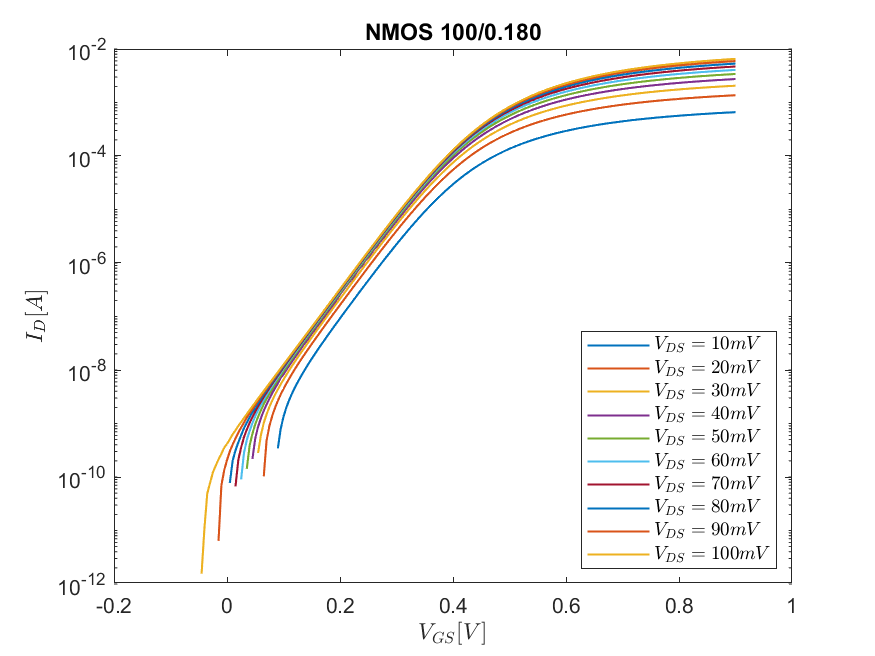 NMOS 100/0.180
10^-2
10^-4
10^-6
10^-8
10^-10
10^-12
I_D[A]
-0.2 0 0.2 0.4 0.6 0.8 1
V_GS[V]
V_DS = 10mV
V_DS = 20mV
V_DS = 30mV
V_DS = 40mV
V_DS = 50mV
V_DS = 60mV
V_DS = 70mV
V_DS = 80mV
V_DS = 90mV
V_DS = 100mV